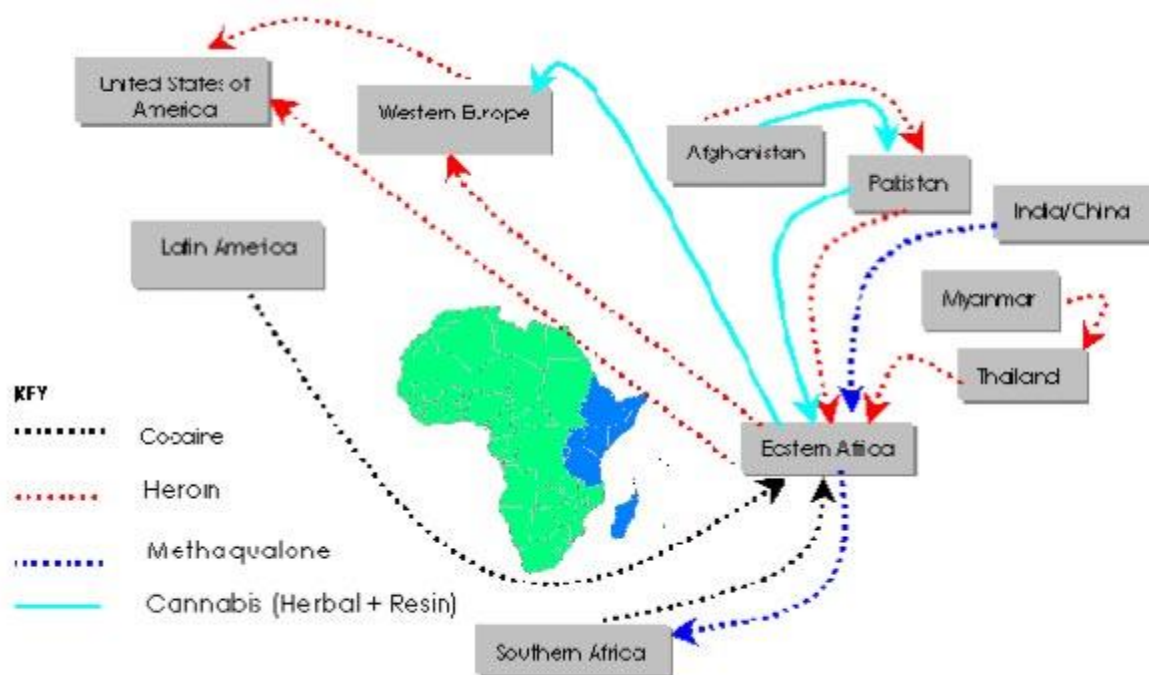 United States of
America
Western Europe
Afghanistan
Pakistan
India/China
Latin America
Myanmar
Thailand
KEY
Cocaine
Eastern Africa
Heroin
Methaqualone
Cannabis (Herbal + Resin)
Southern Africa